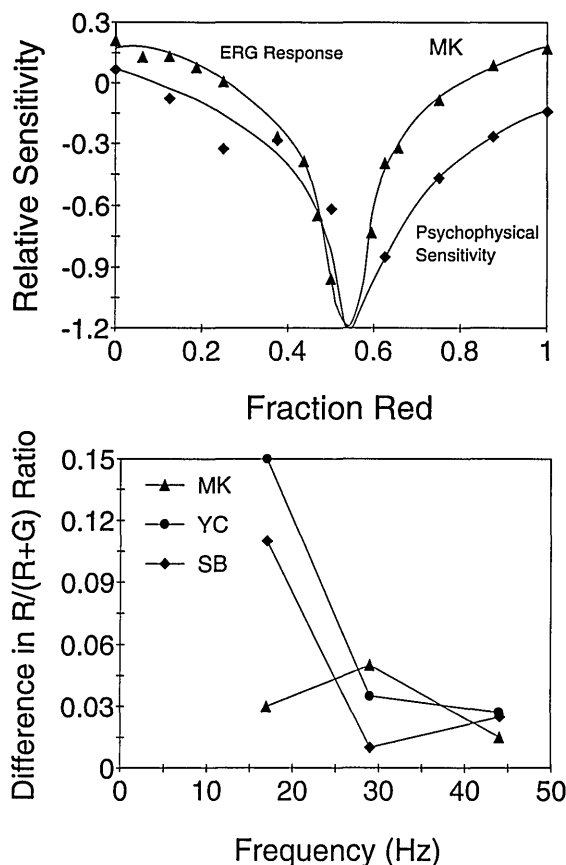 0.3
ERG Response
MK
0
-0.3
-0.6
-0.9
-1.2
Psychophysical
Sensitivity
Relative Sensitivity
0 0.2 0.4 0.6 0.8 1
Fraction Red
0.15
0.12
0.09
0.06
0.03
0
MK
YC
SB
Difference in R/(R+G) Ratio
0 10 20 30 40 50
Frequency (Hz)